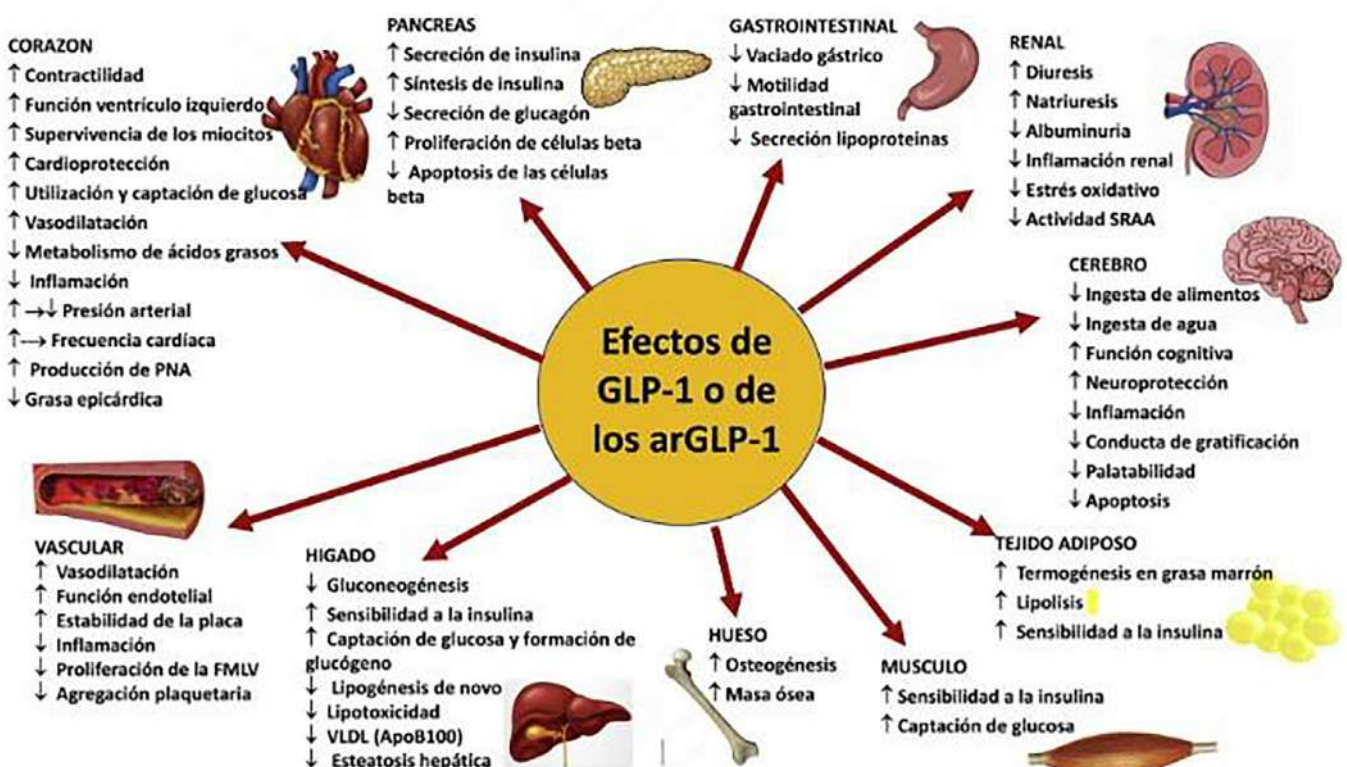 CORAZON
↑ Contractilidad
↑ Función ventrículo izquierdo
↑ Supervivencia de los miocitos
↑ Cardioprotección
↑ Utilización y captación de glucosa
↑ Vasodilatación
↓ Metabolismo de ácidos grasos
↓ Inflamación
↑→↓ Presión arterial
↑→ Frecuencia cardíaca
↑ Producción de PNA
↓ Grasa epicárdica
PANCREAS
↑ Secreción de insulina
↑ Síntesis de insulina
↓ Secreción de glucagón
↑ Proliferación de células beta
↓ Apoptosis de las células
beta
GASTROINTESTINAL
↓ Vaciado gástrico
↓ Motilidad
gastrointestinal
↓ Secreción lipoproteinas
RENAL
↑ Diuresis
↑ Natriuresis
↓ Albuminuria
↓ Inflamación renal
↓ Estrés oxidativo
↓ Actividad SRAA
CEREBRO
↓ Ingesta de alimentos
↓ Ingesta de agua
↑ Función cognitiva
↑ Neuroprotección
↓ Inflamación
↓ Conducta de gratificación
↓ Palatabilidad
↓ Apoptosis
Efectos de
GLP-1 o de
los arGLP-1
VASCULAR
↑ Vasodilatación
↑ Función endotelial
↑ Estabilidad de la placa
↓ Inflamación
↓ Proliferación de la FMLV
↓ Agregación plaquetaria
HIGADO
↓ Gluconeogénesis
↑ Sensibilidad a la insulina
↑ Captación de glucosa y formación de
glucógeno
↓ Lipogénesis de novo
↓ Lipotoxicidad
↓ VLDL (ApoB100)
↓ Esteatosis hepática
HUESO
↑ Osteogénesis
↑ Masa ósea
MUSCULO
↑ Sensibilidad a la insulina
↑ Captación de glucosa
TEJIDO ADIPOSO
↑ Termogénesis en grasa marrón
↑ Lipolisis
↑ Sensibilidad a la insulina